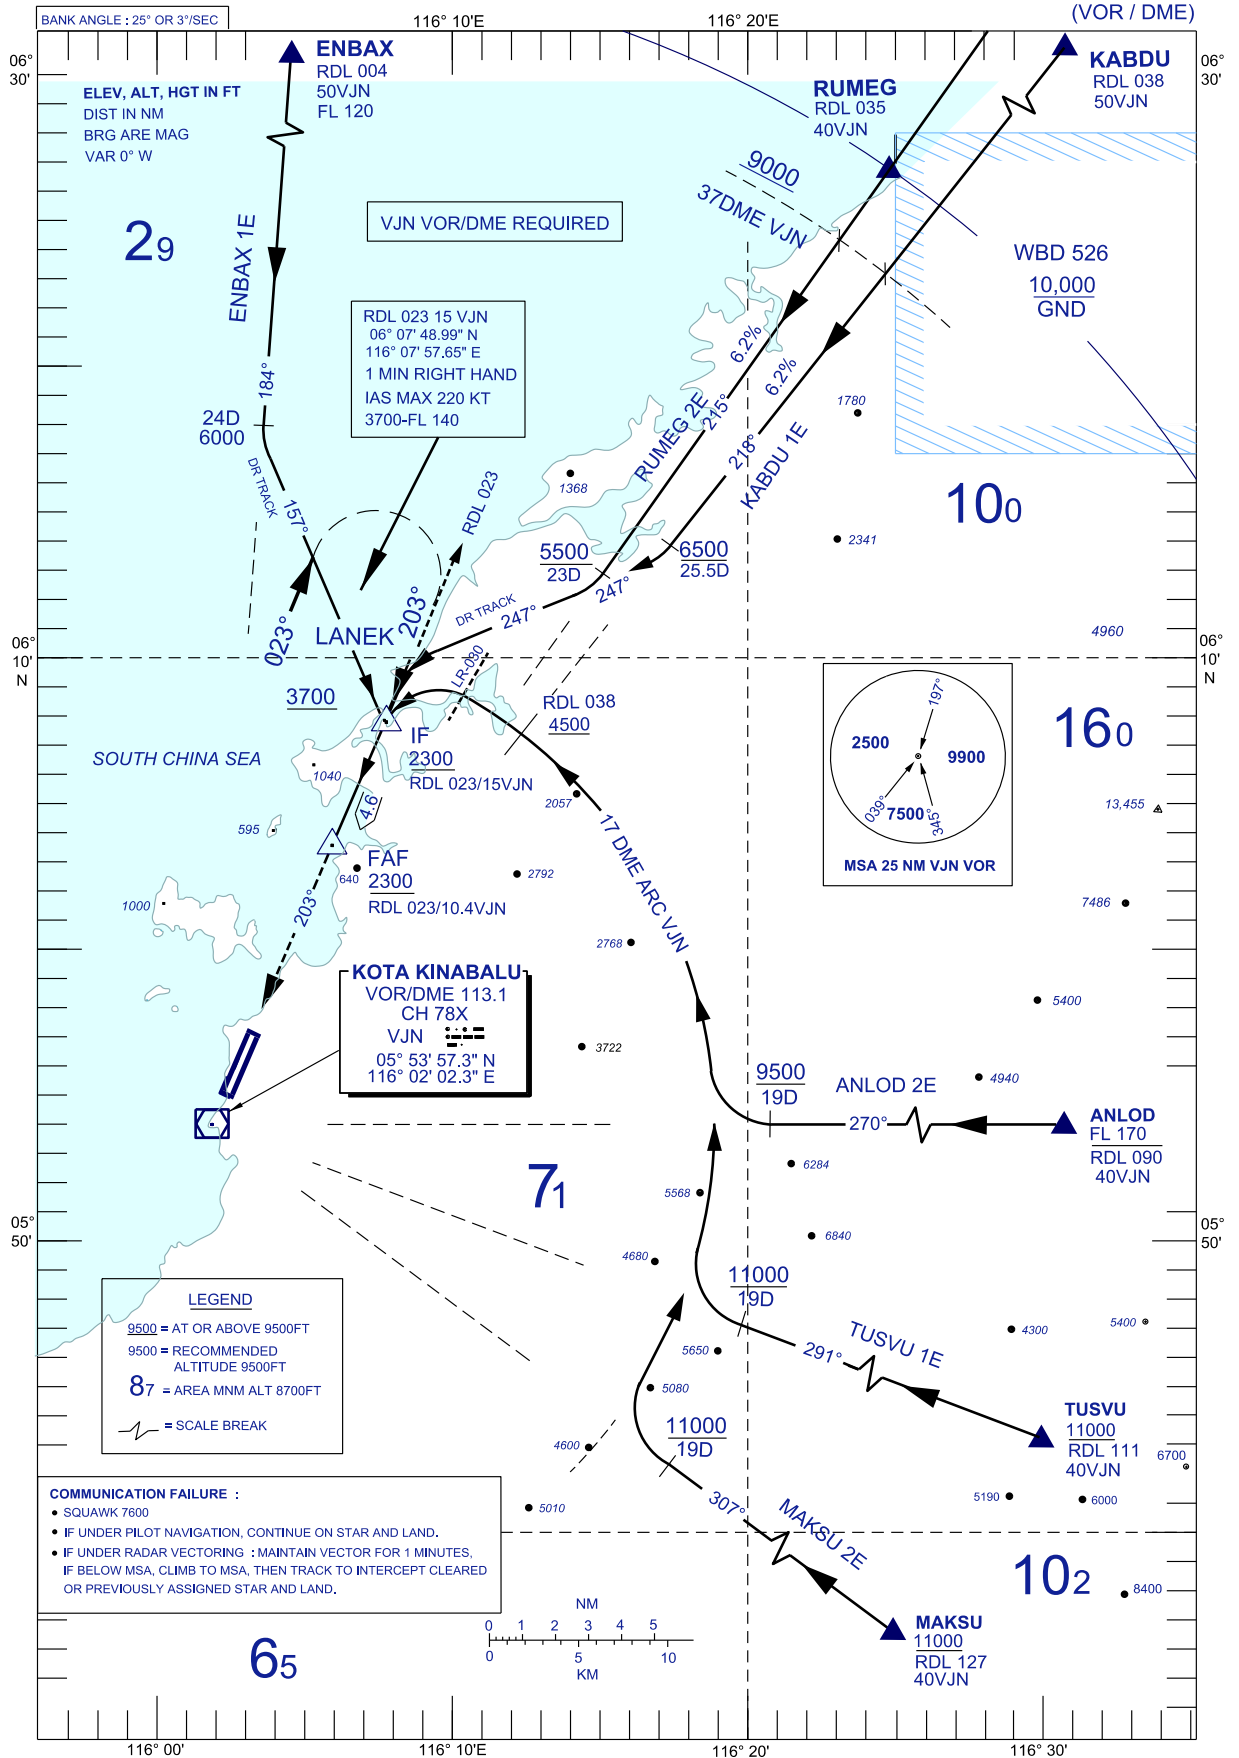 (VOR / DME)
BANK ANGLE : 25° OR 3°/SEC
116° 10'E
116° 20'E
06°
30'
06°
30'
ENBAX
RDL 004
50VJN
FL 120
KABDU
RDL 038
50VJN
RUMEG
RDL 035
40VJN
ELEV, ALT, HGT IN FT
DIST IN NM
BRG ARE MAG
VAR 0° W
29
ENBAX 1E
VJN VOR/DME REQUIRED
9000
37DME VJN
WBD 526
10,000
GND
RDL 023 15 VJN
06° 07' 48.99" N
116° 07' 57.65" E
1 MIN RIGHT HAND
IAS MAX 220 KT
3700-FL 140
6.2%
6.2%
184°
24D
6000
DR TRACK
157°
215°
218°
RUMEG 2E
KABDU 1E
1780
1368
RDL 023
100
2341
5500
23D
6500
25.5D
247°
DR TRACK
247°
203°
023°
LANEK
LR-080
4960
06°
10'
N
06°
10'
N
3700
RDL 038
4500
IF
2300
RDL 023/15VJN
160
197°
2500
9900
039°
7500
345°
MSA 25 NM VJN VOR
SOUTH CHINA SEA
1040
4.6
2057
13,455
595
17 DME ARC VJN
FAF
2300
RDL 023/10.4VJN
640
2792
1000
203°
7486
2768
KOTA KINABALU
VOR/DME 113.1
CH 78X
VJN
05° 53' 57.3" N
116° 02' 02.3" E
5400
3722
9500
19D
ANLOD 2E
4940
270°
ANLOD
FL 170
RDL 090
40VJN
71
6284
5568
6840
05°
50'
05°
50'
4680
11000
19D
LEGEND
9500 = AT OR ABOVE 9500FT
9500 = RECOMMENDED
ALTITUDE 9500FT
87 = AREA MNM ALT 8700FT
= SCALE BREAK
TUSVU 1E
291°
4300
5400
5650
5080
TUSVU
11000
RDL 111
40VJN
11000
19D
4600
6700
307°
5190
6000
5010
MAKSU 2E
COMMUNICATION FAILURE :
• SQUAWK 7600
• IF UNDER PILOT NAVIGATION, CONTINUE ON STAR AND LAND.
• IF UNDER RADAR VECTORING : MAINTAIN VECTOR FOR 1 MINUTES,
IF BELOW MSA, CLIMB TO MSA, THEN TRACK TO INTERCEPT CLEARED
OR PREVIOUSLY ASSIGNED STAR AND LAND.
102
8400
NM
0 1 2 3 4 5
0 5 10
KM
MAKSU
11000
RDL 127
40VJN
65
116° 00'
116° 10'E
116° 20'
116° 30'